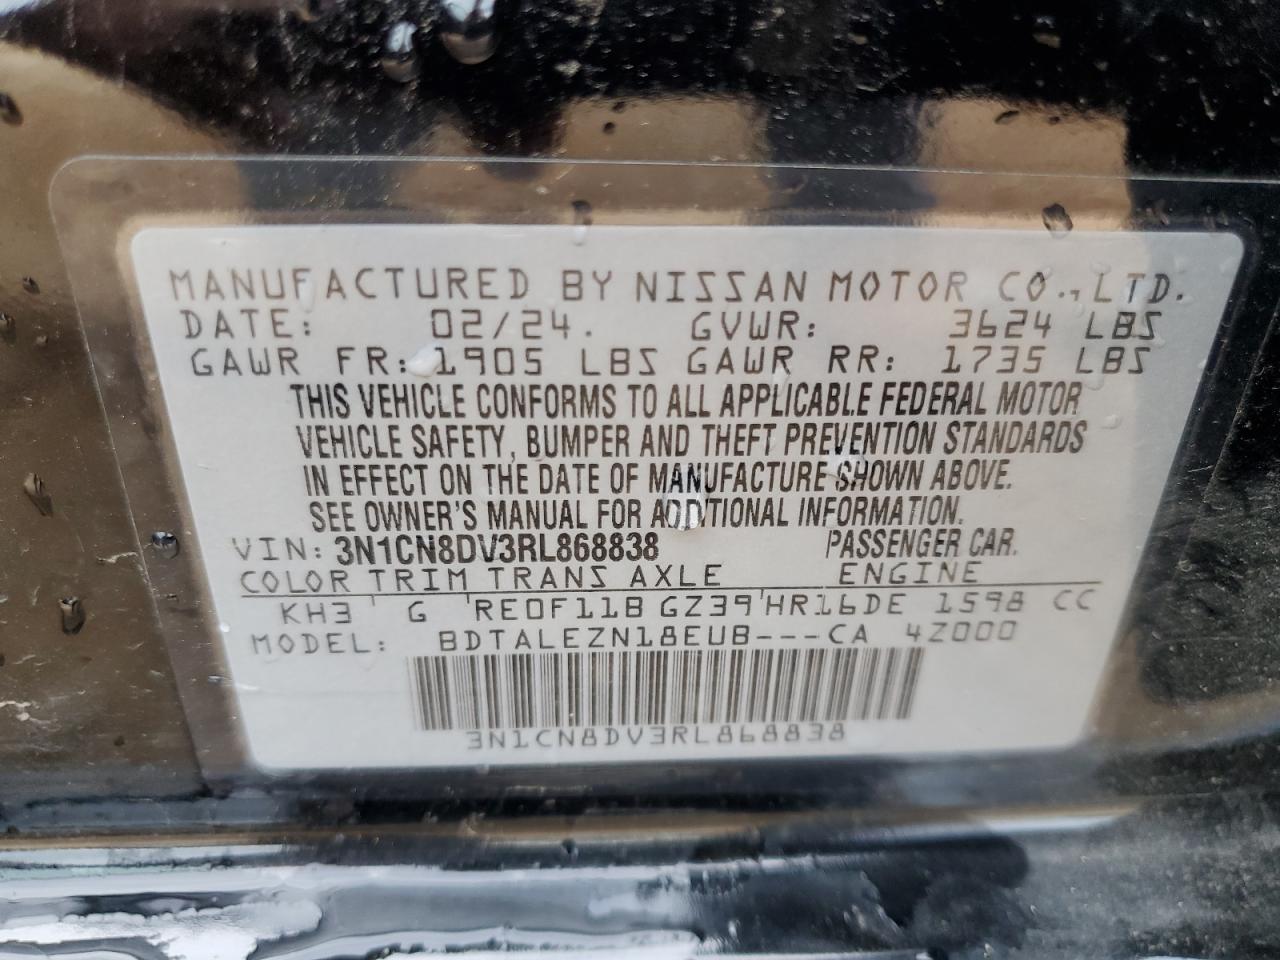 MANUFACTURED BY NISSAN MOTOR CO.,LTD.
DATE: 02/24. GVWR: 3624 LBS
GAWR FR: 1905 LBS GAWR RR: 1735 LBS
THIS VEHICLE CONFORMS TO ALL APPLICABLE FEDERAL MOTOR
VEHICLE SAFETY, BUMPER AND THEFT PREVENTION STANDARDS
IN EFFECT ON THE DATE OF MANUFACTURE SHOWN ABOVE.
SEE OWNER'S MANUAL FOR ADDITIONAL INFORMATION.
VIN: 3N1CN8DV3RL868838 PASSENGER CAR.
COLOR TRIM TRANS AXLE ENGINE
KH3 G RE0F11B GZ39 HR16DE 1598 CC
MODEL: BDTALEZN18EUB---CA 4Z000
3N1CN8DV3RL868838